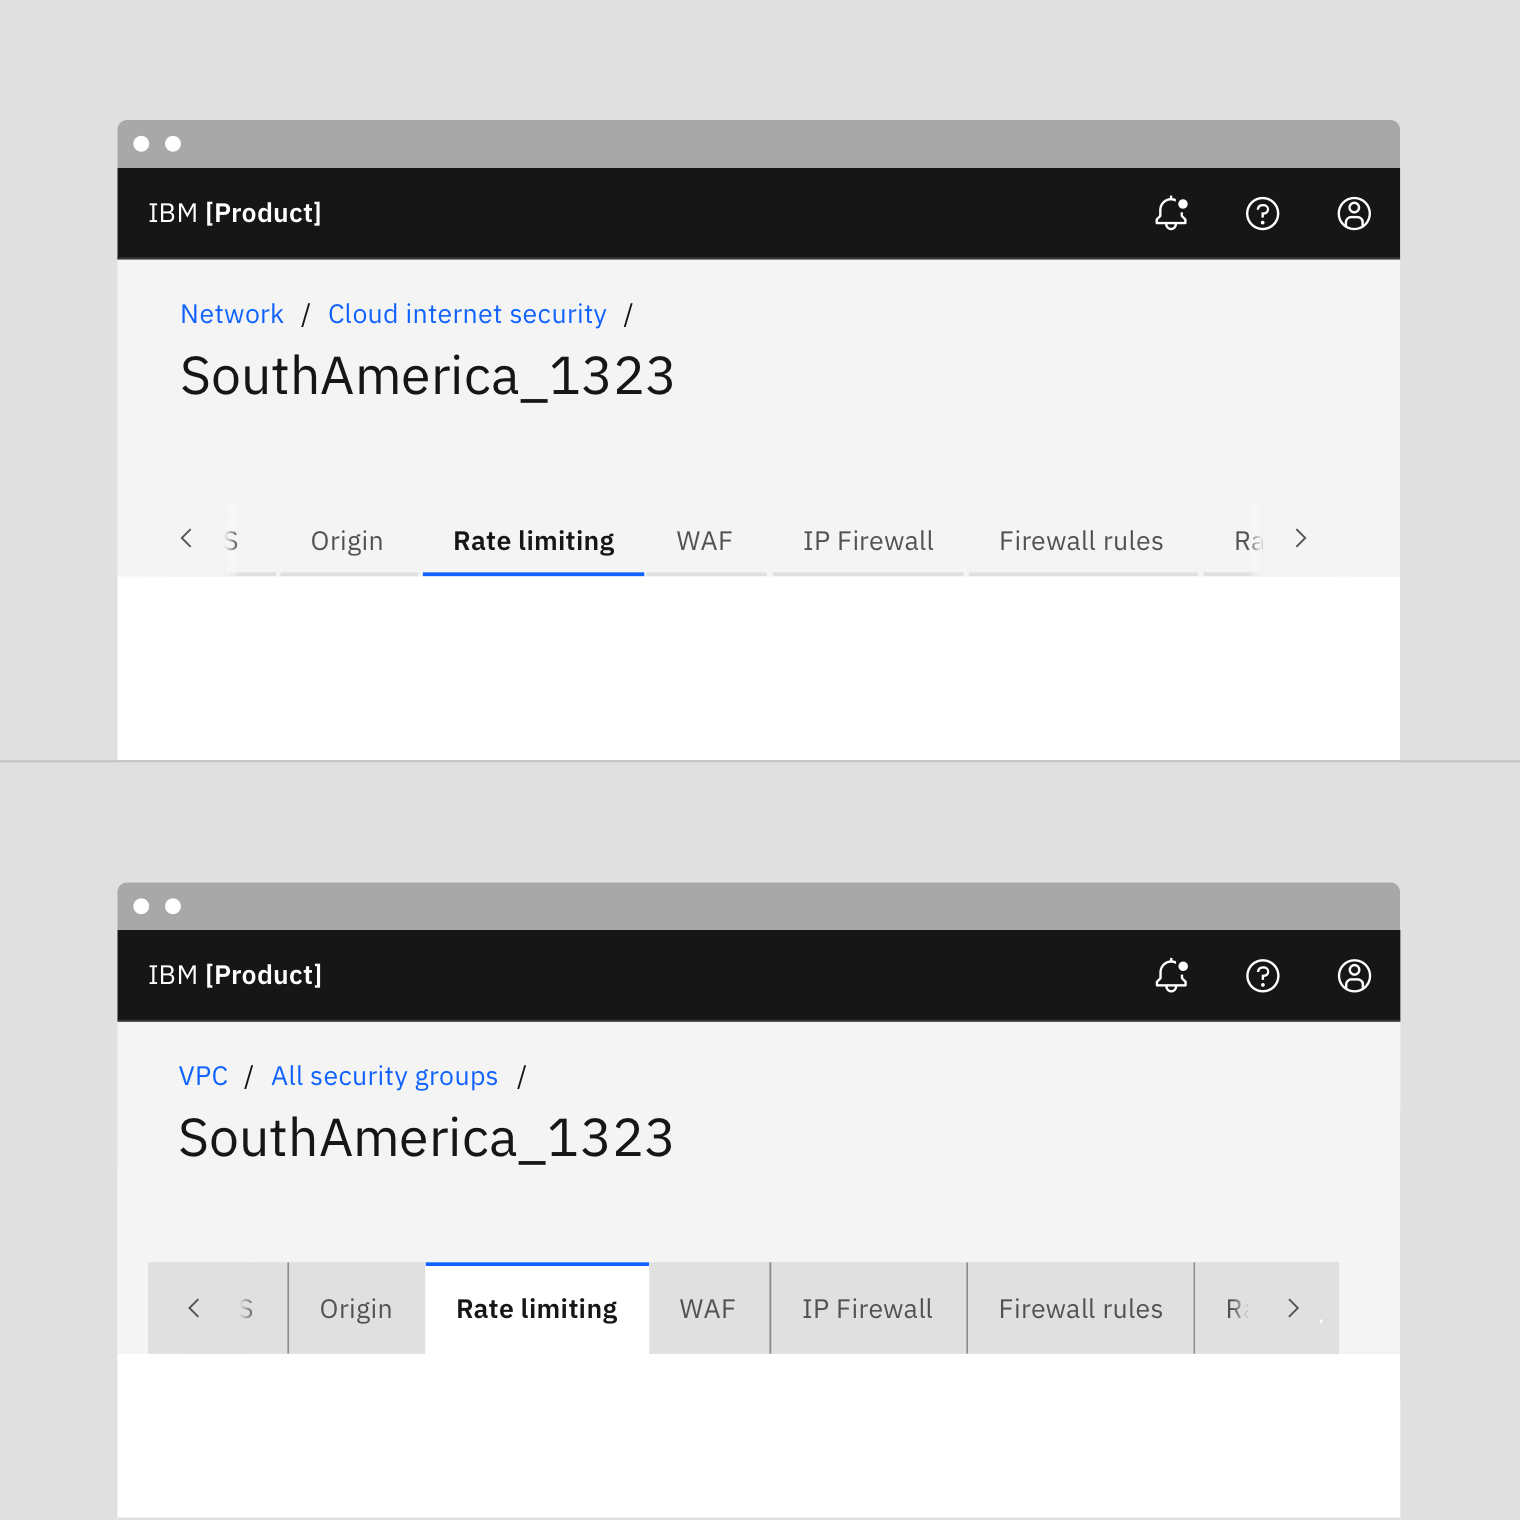 IBM [Product]
Network / Cloud internet security /
SouthAmerica_1323
S Origin Rate limiting WAF IP Firewall Firewall rules Ra
IBM [Product]
VPC / All security groups /
SouthAmerica_1323
S Origin Rate limiting WAF IP Firewall Firewall rules Ra